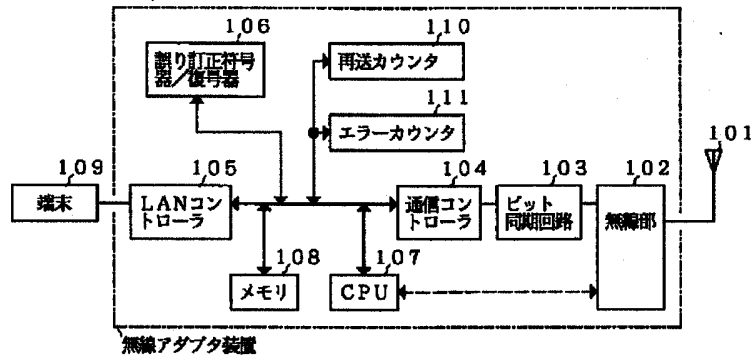 106
誤り訂正符号
器／復号器
110
再送カウンタ
111
エラーカウンタ
101
109
端末
105
LANコン
トローラ
104
通信コン
トローラ
103
ビット
同期回路
102
無線部
108
メモリ
107
CPU
無線アダプタ装置